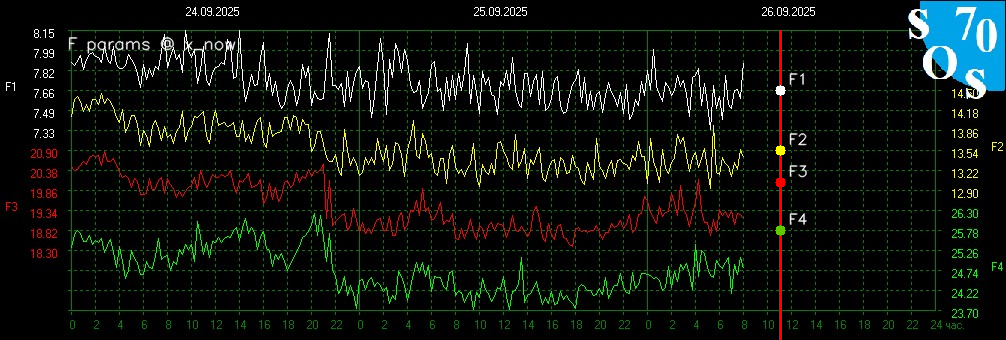 24.09.2025 25.09.2025 26.09.2025
SOS 70
F params @ x_now
8.15
7.99
7.82
F1 7.66
7.49
7.33
F3 20.90
20.38
19.86
19.34
18.82
18.30
F1
F2
F3
F4
14.18
13.86
F2 13.54
13.22
12.90
26.30
25.78
25.26
F4 24.74
24.22
23.70
0 2 4 6 8 10 12 14 16 18 20 22 0 2 4 6 8 10 12 14 16 18 20 22 0 2 4 6 8 10 12 14 16 18 20 22 24 час.